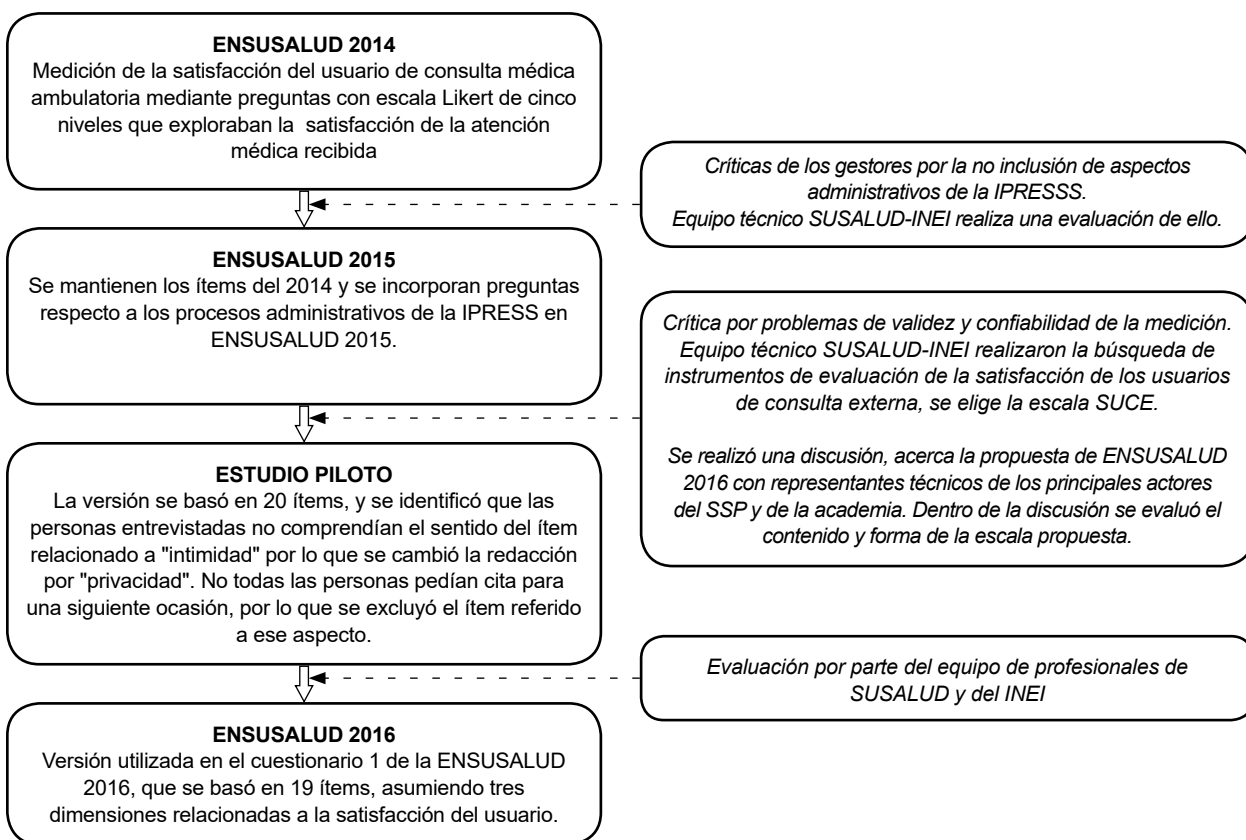 ENSUSALUD 2014
Medición de la satisfacción del usuario de consulta médica
ambulatoria mediante preguntas con escala Likert de cinco
niveles que exploraban la satisfacción de la atención
médica recibida
Críticas de los gestores por la no inclusión de aspectos
administrativos de la IPRESSS.
Equipo técnico SUSALUD-INEI realiza una evaluación de ello.
ENSUSALUD 2015
Se mantienen los ítems del 2014 y se incorporan preguntas
respecto a los procesos administrativos de la IPRESS en
ENSUSALUD 2015.
Crítica por problemas de validez y confiabilidad de la medición.
Equipo técnico SUSALUD-INEI realizaron la búsqueda de
instrumentos de evaluación de la satisfacción de los usuarios
de consulta externa, se elige la escala SUCE.
Se realizó una discusión, acerca la propuesta de ENSUSALUD
2016 con representantes técnicos de los principales actores
del SSP y de la academia. Dentro de la discusión se evaluó el
contenido y forma de la escala propuesta.
ESTUDIO PILOTO
La versión se basó en 20 ítems, y se identificó que las
personas entrevistadas no comprendían el sentido del ítem
relacionado a "intimidad" por lo que se cambió la redacción
por "privacidad". No todas las personas pedían cita para
una siguiente ocasión, por lo que se excluyó el ítem referido
a ese aspecto.
Evaluación por parte del equipo de profesionales de
SUSALUD y del INEI
ENSUSALUD 2016
Versión utilizada en el cuestionario 1 de la ENSUSALUD
2016, que se basó en 19 ítems, asumiendo tres
dimensiones relacionadas a la satisfacción del usuario.